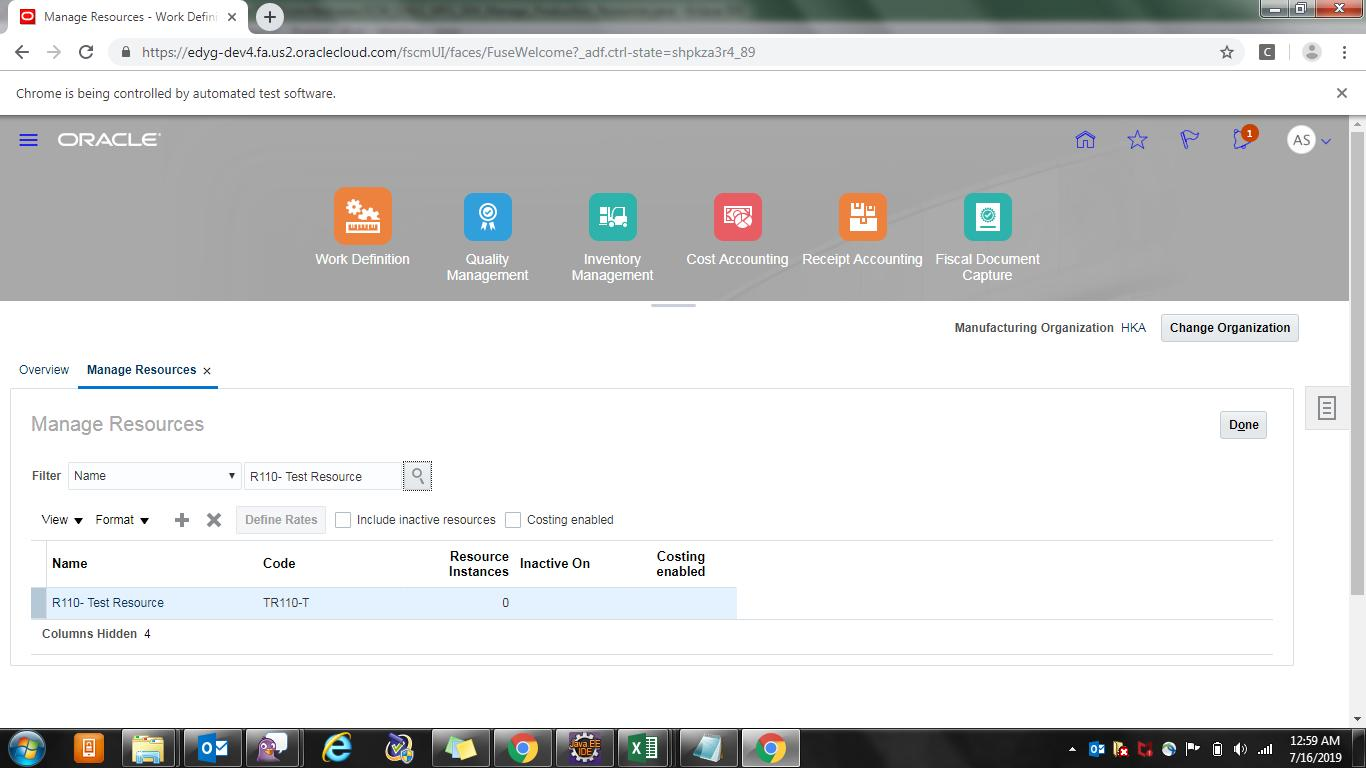 Manage Resources - Work Defini
https://edyg-dev4.fa.us2.oraclecloud.com/fscmUI/faces/FuseWelcome?_adf.ctrl-state=shpkza3r4_89
C
Chrome is being controlled by automated test software.
ORACLE
1
AS
Work Definition
Quality Management
Inventory Management
Cost Accounting
Receipt Accounting
Fiscal Document Capture
Manufacturing Organization HKA Change Organization
Overview Manage Resources
Manage Resources
Done
Filter Name R110- Test Resource
View Format Define Rates Include inactive resources Costing enabled
Name Code Resource Instances Inactive On Costing enabled
R110- Test Resource TR110-T 0
Columns Hidden 4
Java EE IDE
12:59 AM
7/16/2019